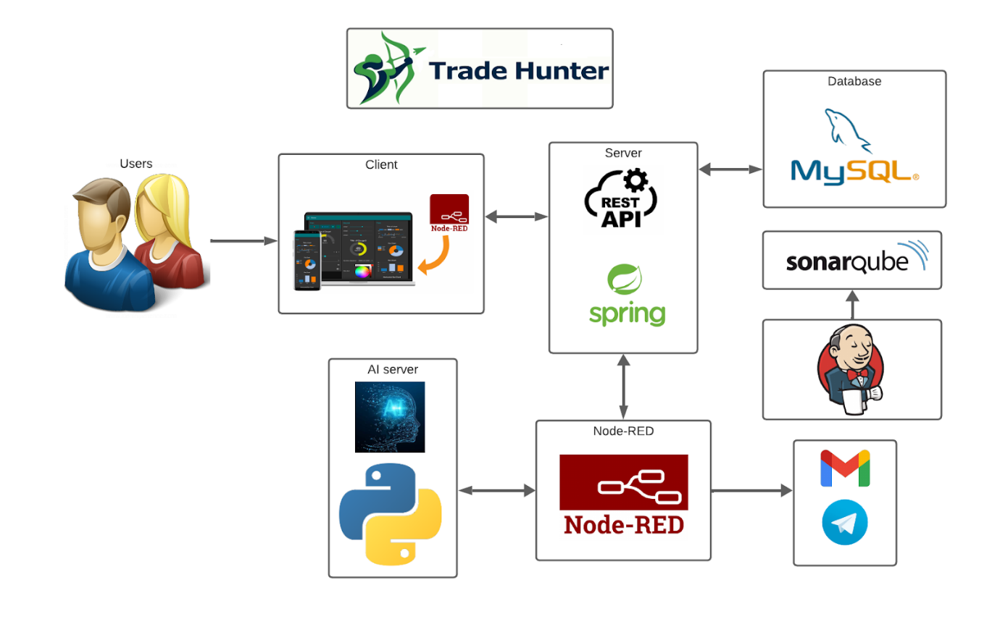 Trade Hunter
Database
MySQL®
Users
Client
Node-RED
Server
REST
API
spring
sonarqube
AI server
AI
Node-RED
Node-RED